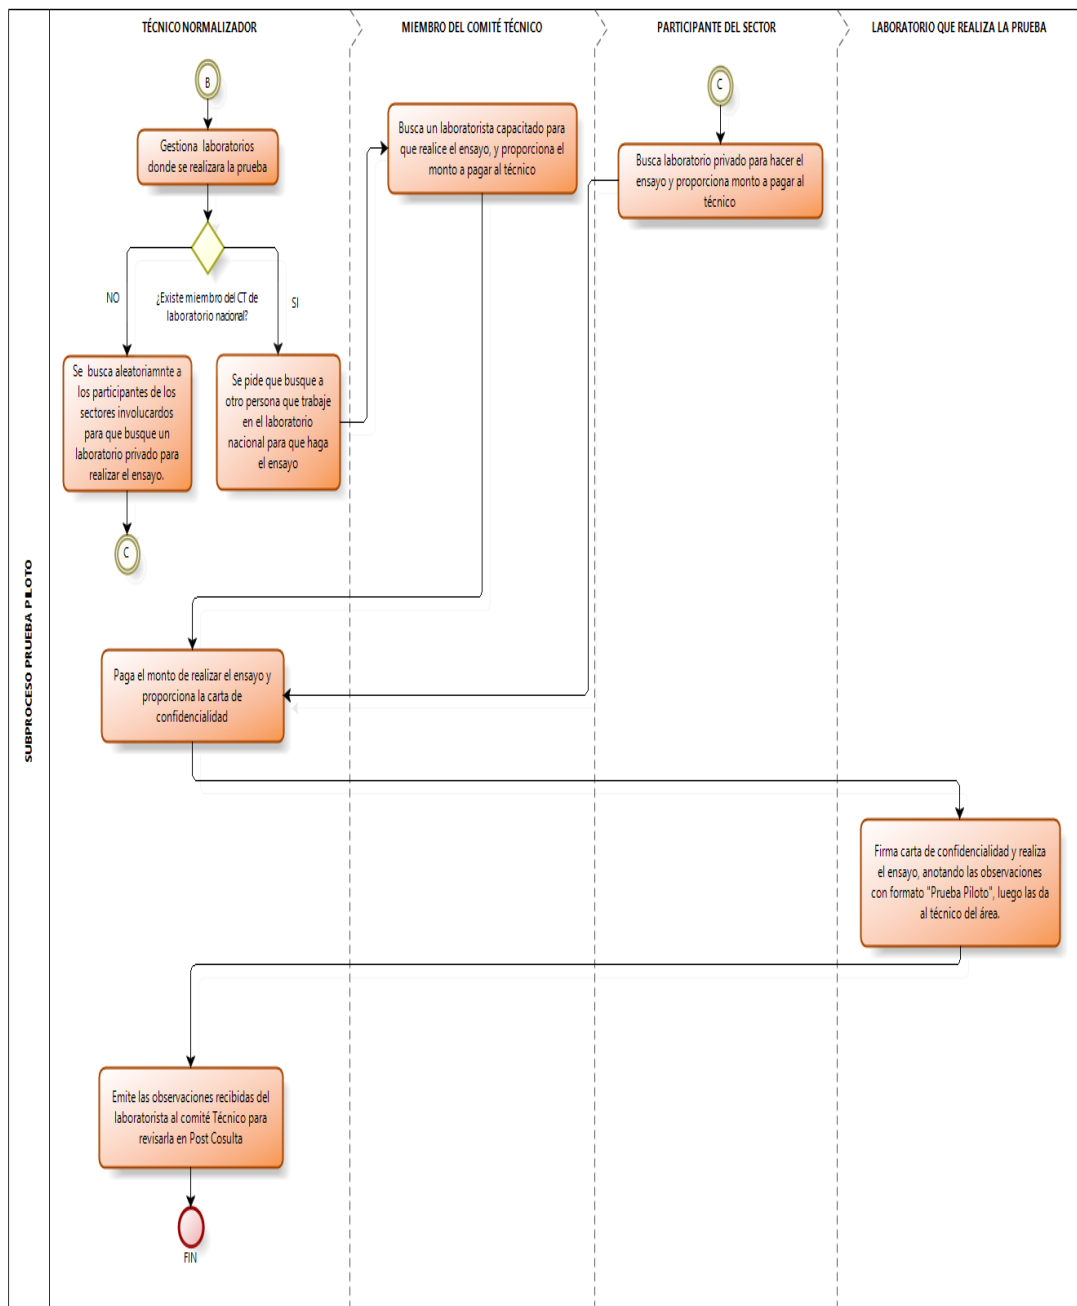 TÉCNICO NORMALIZADOR
MIEMBRO DEL COMITÉ TÉCNICO
PARTICIPANTE DEL SECTOR
LABORATORIO QUE REALIZA LA PRUEBA
SUBPROCESO PRUEBA PILOTO
B
Gestiona laboratorios
donde se realizara la prueba
¿Existe miembro del CT de
laboratorio nacional?
NO
SI
Se busca aleatoriamnte a
los participantes de los
sectores involucardos
para que busque un
laboratorio privado para
realizar el ensayo.
C
Se pide que busque a
otro persona que trabaje
en el laboratorio
nacional para que haga
el ensayo
Busca un laboratorista capacitado para
que realice el ensayo, y proporciona el
monto a pagar al técnico
C
Busca laboratorio privado para hacer el
ensayo y proporciona monto a pagar al
técnico
Paga el monto de realizar el ensayo y
proporciona la carta de
confidencialidad
Firma carta de confidencialidad y realiza
el ensayo, anotando las observaciones
con formato "Prueba Piloto", luego las da
al técnico del área.
Emite las observaciones recibidas del
laboratorista al comité Técnico para
revisarla en Post Cosulta
FIN